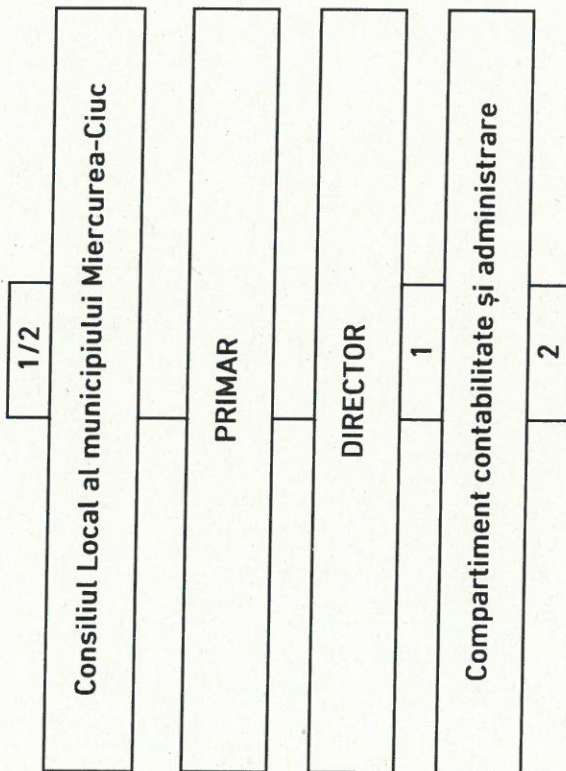 1/2
Consiliul Local al municipiului Miercurea-Ciuc
PRIMAR
DIRECTOR
1
Compartiment contabilitate și administrare
2